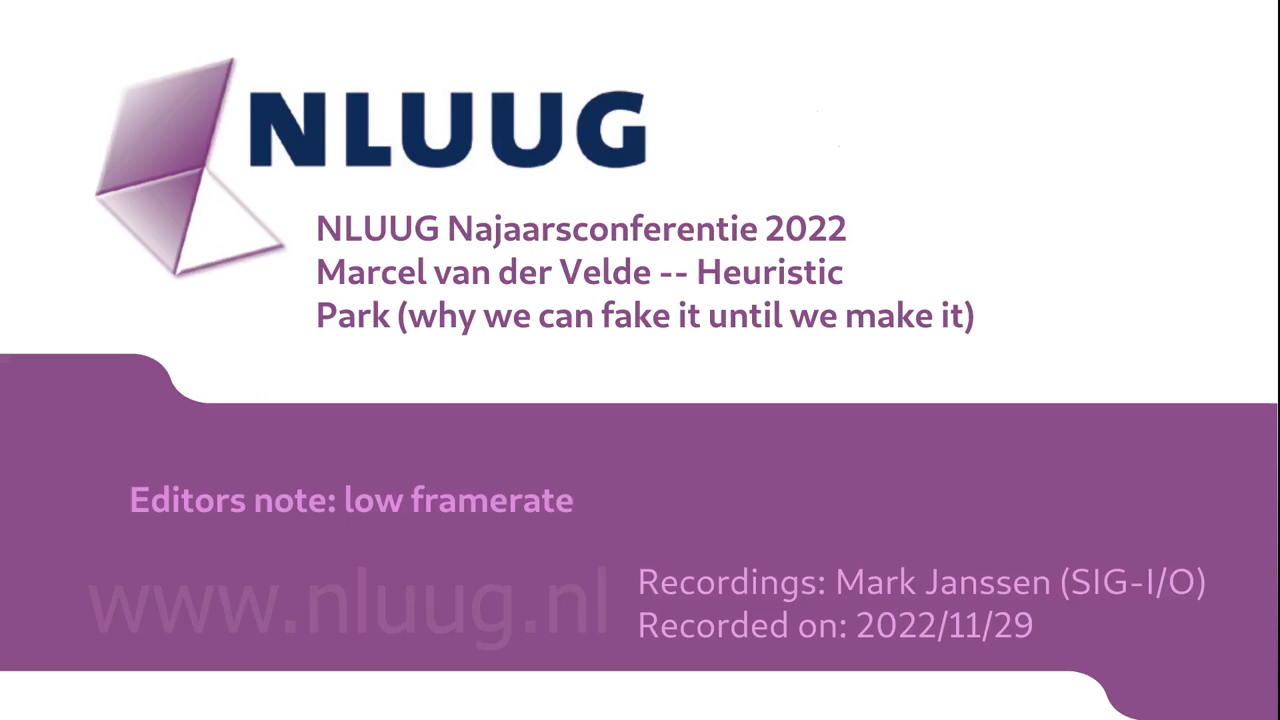 NLUUG
NLUUG Najaarsconferentie 2022
Marcel van der Velde -- Heuristic
Park (why we can fake it until we make it)
Editors note: low framerate
www.nluug.nl
Recordings: Mark Janssen (SIG-I/O)
Recorded on: 2022/11/29